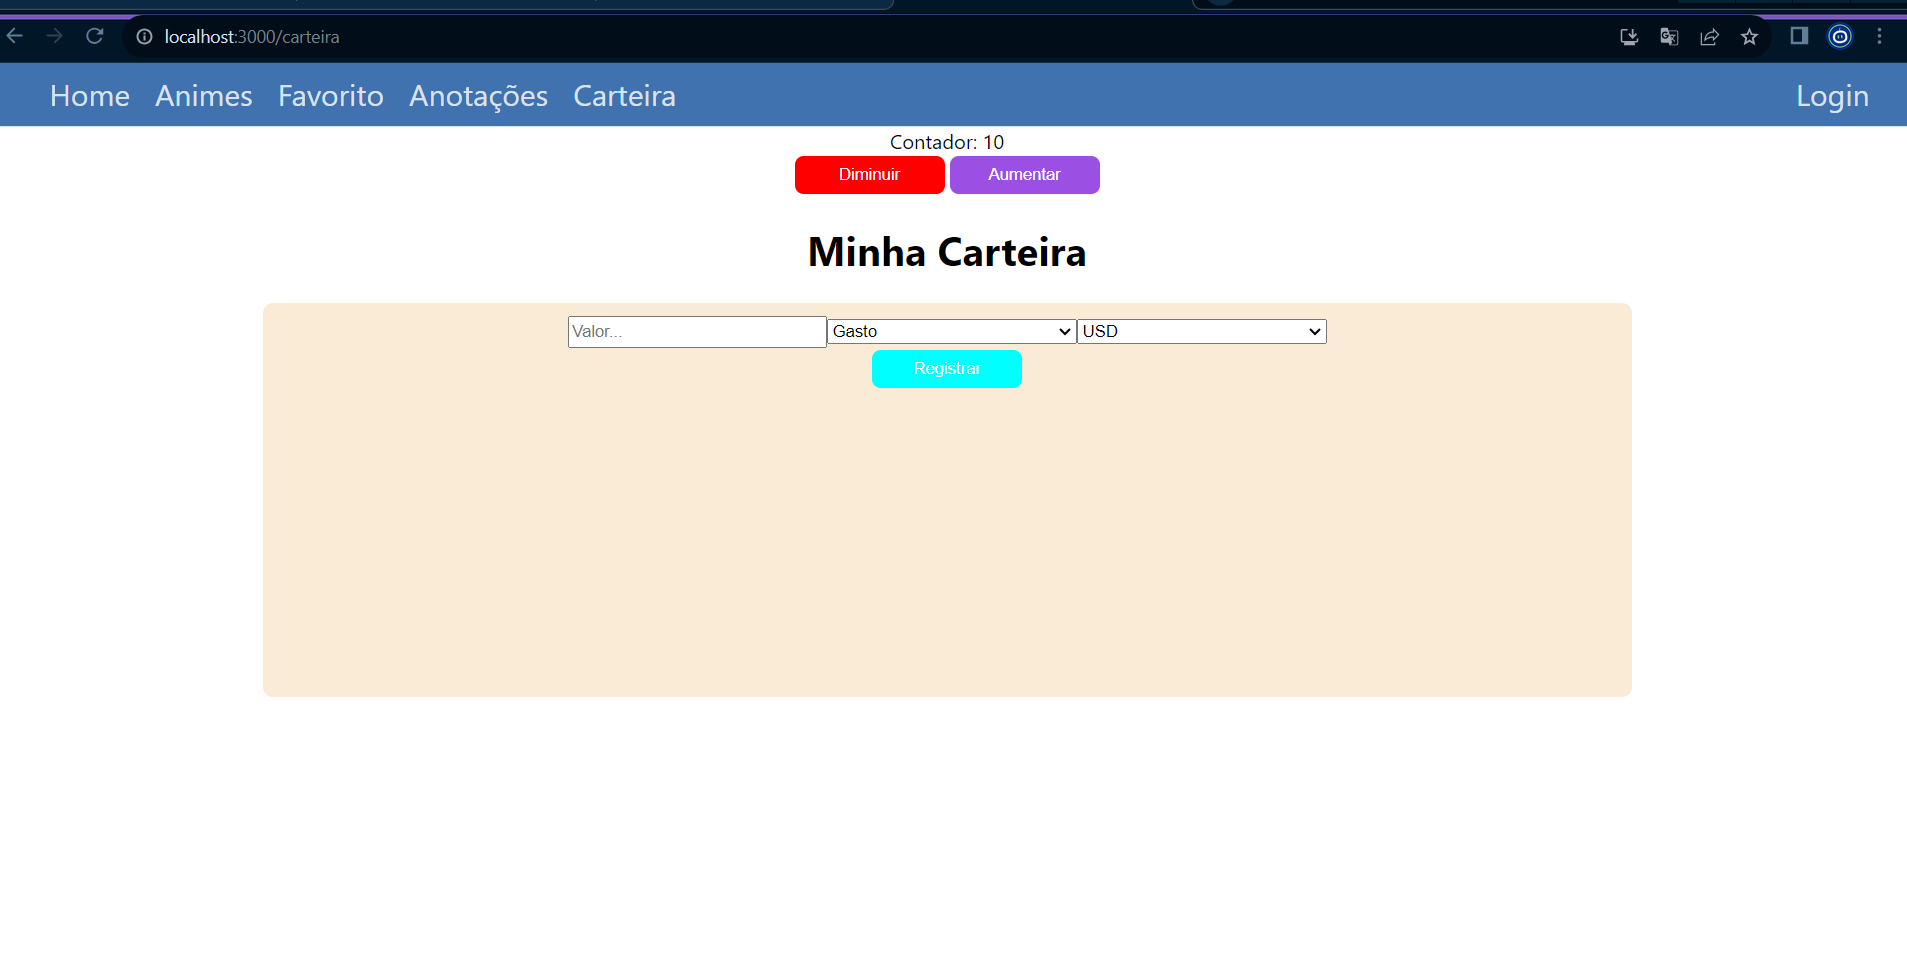 localhost:3000/carteira
Home Animes Favorito Anotações Carteira Login
Contador: 10
Diminuir Aumentar
Minha Carteira
Valor... Gasto USD
Registrar